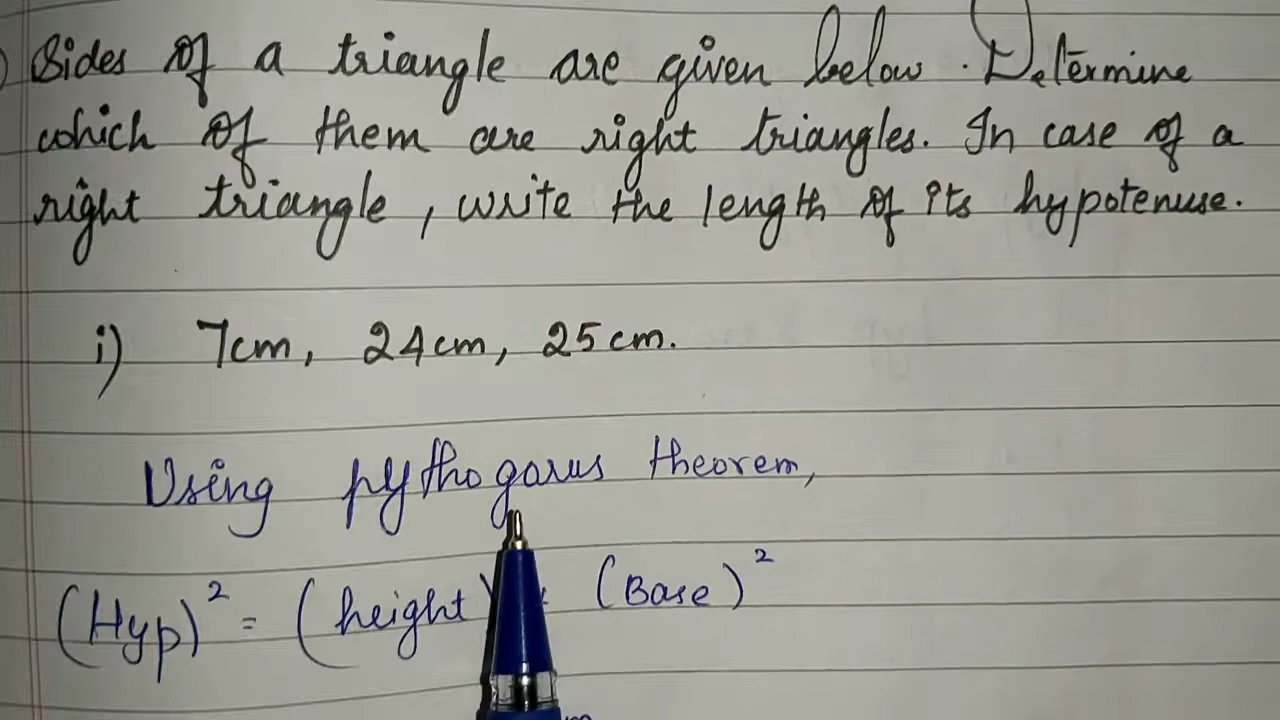 Sides of a triangle are given below. Determine
which of them are right triangles. In case of a
right triangle, write the length of its hypotenuse.
i) 7cm, 24cm, 25cm.
Using pythogarus theorem,
(Hyp)² = (height) (Base)²